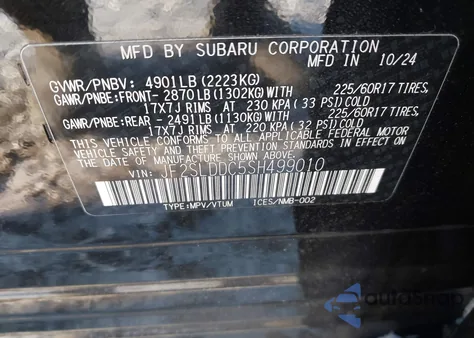 MFD BY SUBARU CORPORATION
MFD IN 10/24
GVWR/PNBV: 4901LB(2223KG)
GAWR/PNBE:FRONT- 2870LB(1302KG)WITH 225/60R17 TIRES,
17X7J RIMS AT 230 KPA(33 PSI)COLD
GAWR/PNBE:REAR -2491LB(1130KG)WITH 225/60R17 TIRES,
17X7J RIMS AT 220 KPA(32 PSI)COLD
THIS VEHICLE CONFORMS TO ALL APPLICABLE FEDERAL MOTOR
VEHICLE SAFETY AND THEFT PREVENTION STANDARDS IN EFFECT ON
THE DATE OF MANUFACTURE SHOWN ABOVE.
VIN: JF2SLDDC5SH499010
TYPE:MPV/VTUM ICES/NMB-002
autosnap